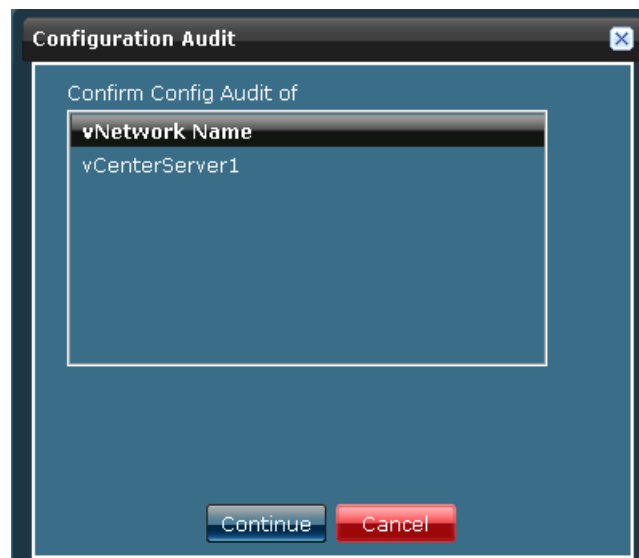 Configuration Audit
Confirm Config Audit of
vNetwork Name
vCenterServer1
Continue
Cancel